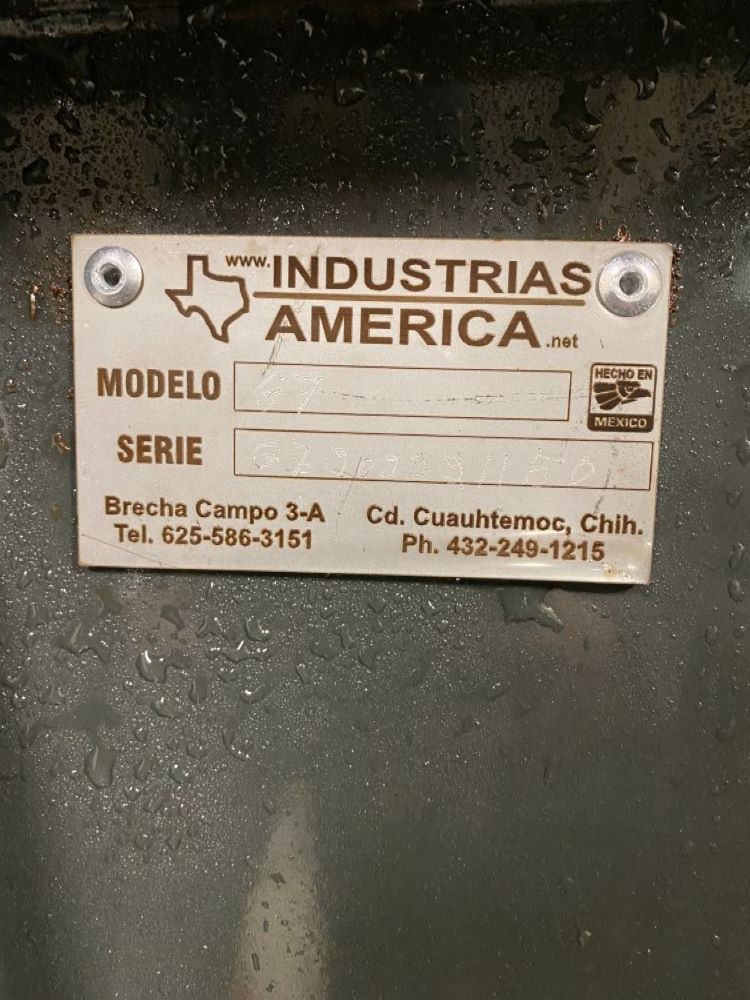 www. INDUSTRIAS
AMERICA .net
MODELO G7
HECHO EN
MEXICO
SERIE
Brecha Campo 3-A
Tel. 625-586-3151
Cd. Cuauhtemoc, Chih.
Ph. 432-249-1215